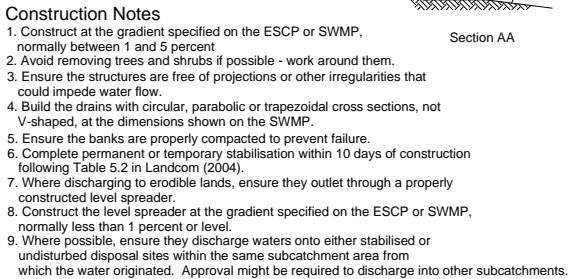 Construction Notes
Section AA
1. Construct at the gradient specified on the ESCP or SWMP,
normally between 1 and 5 percent
2. Avoid removing trees and shrubs if possible - work around them.
3. Ensure the structures are free of projections or other irregularities that
could impede water flow.
4. Build the drains with circular, parabolic or trapezoidal cross sections, not
V-shaped, at the dimensions shown on the SWMP.
5. Ensure the banks are properly compacted to prevent failure.
6. Complete permanent or temporary stabilisation within 10 days of construction
following Table 5.2 in Landcom (2004).
7. Where discharging to erodible lands, ensure they outlet through a properly
constructed level spreader.
8. Construct the level spreader at the gradient specified on the ESCP or SWMP,
normally less than 1 percent or level.
9. Where possible, ensure they discharge waters onto either stabilised or
undisturbed disposal sites within the same subcatchment area from
which the water originated. Approval might be required to discharge into other subcatchments.